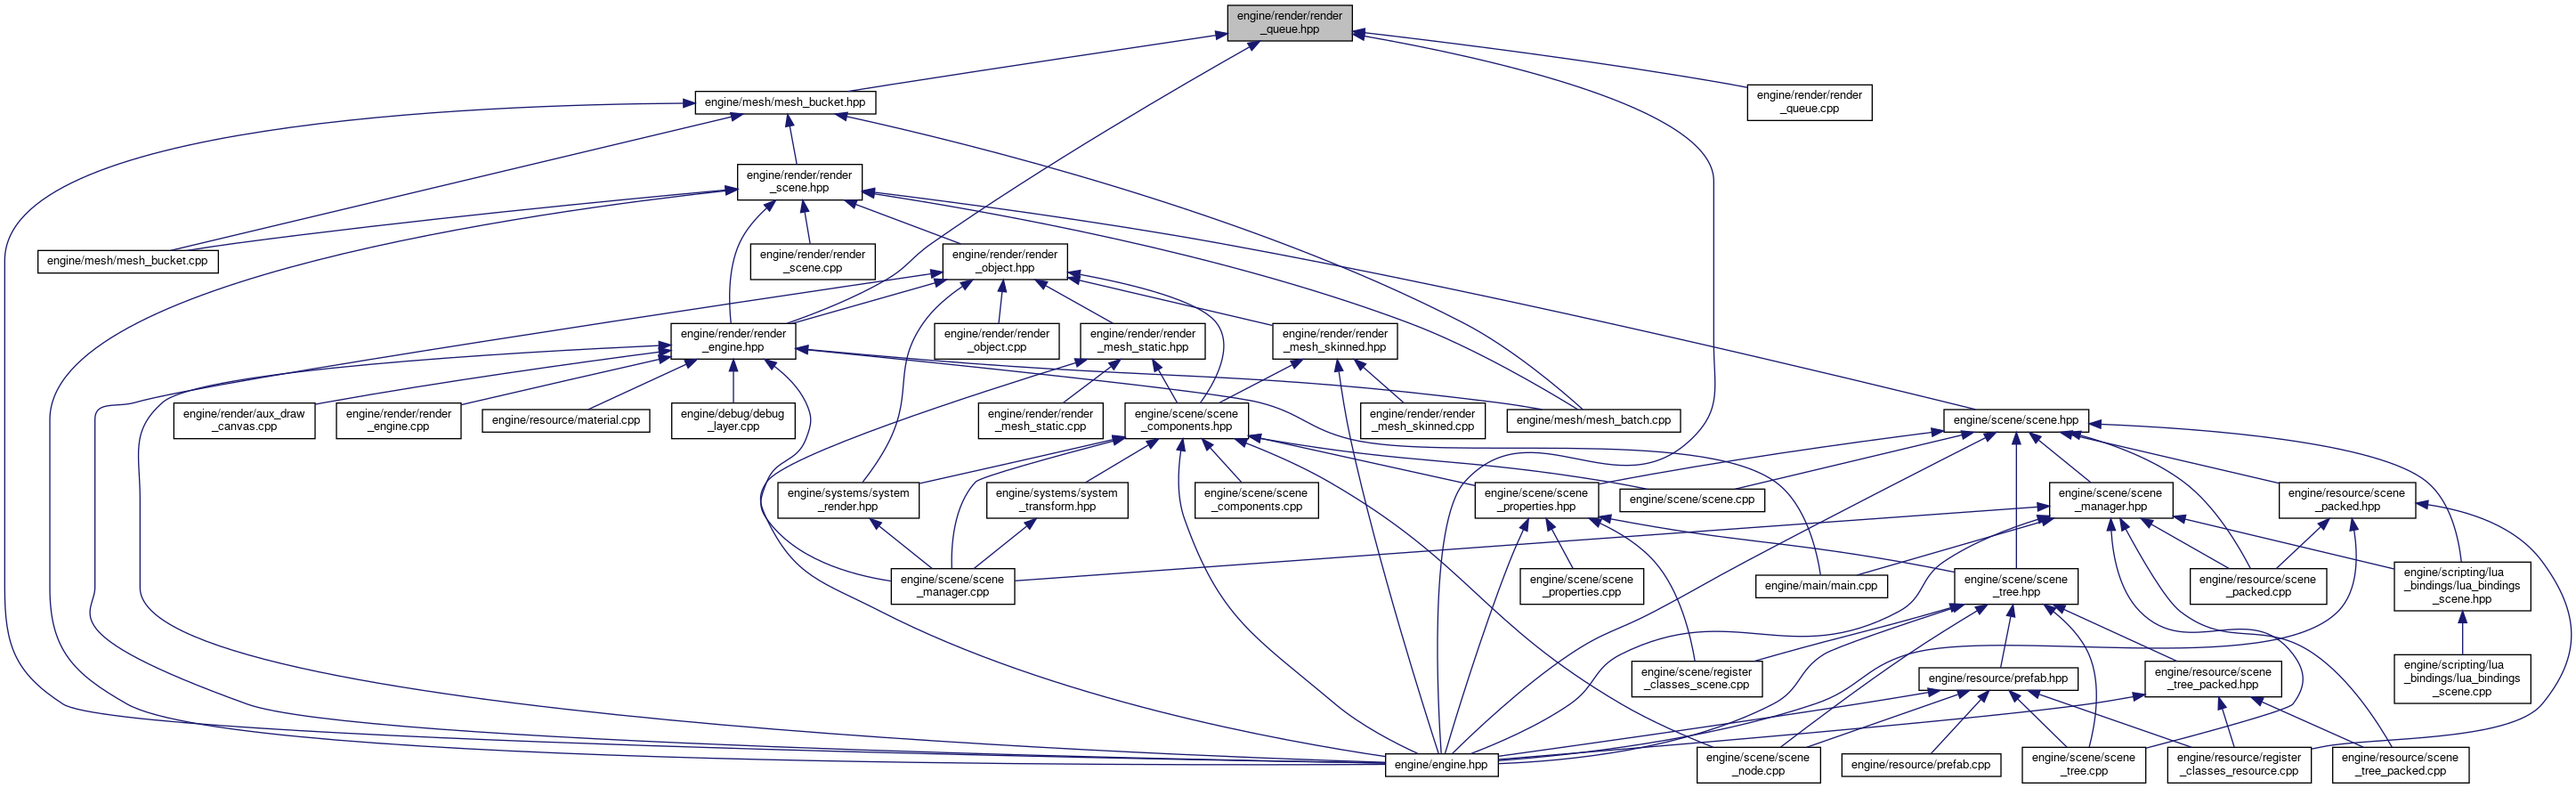 engine/render/render
_queue.hpp
engine/mesh/mesh_bucket.hpp
engine/render/render
_queue.cpp
engine/render/render
_scene.hpp
engine/mesh/mesh_bucket.cpp
engine/render/render
_scene.cpp
engine/render/render
_object.hpp
engine/render/render
_engine.hpp
engine/render/render
_object.cpp
engine/render/render
_mesh_static.hpp
engine/render/render
_mesh_skinned.hpp
engine/render/aux_draw
_canvas.cpp
engine/render/render
_engine.cpp
engine/resource/material.cpp
engine/debug/debug
_layer.cpp
engine/render/render
_mesh_static.cpp
engine/scene/scene
_components.hpp
engine/render/render
_mesh_skinned.cpp
engine/mesh/mesh_batch.cpp
engine/scene/scene.hpp
engine/systems/system
_render.hpp
engine/systems/system
_transform.hpp
engine/scene/scene
_components.cpp
engine/scene/scene
_properties.hpp
engine/scene/scene.cpp
engine/scene/scene
_manager.hpp
engine/resource/scene
_packed.hpp
engine/scene/scene
_manager.cpp
engine/scene/scene
_properties.cpp
engine/main/main.cpp
engine/scene/scene
_tree.hpp
engine/resource/scene
_packed.cpp
engine/scripting/lua
_bindings/lua_bindings
_scene.hpp
engine/scene/register
_classes_scene.cpp
engine/resource/prefab.hpp
engine/resource/scene
_tree_packed.hpp
engine/scripting/lua
_bindings/lua_bindings
_scene.cpp
engine/engine.hpp
engine/scene/scene
_node.cpp
engine/resource/prefab.cpp
engine/scene/scene
_tree.cpp
engine/resource/register
_classes_resource.cpp
engine/resource/scene
_tree_packed.cpp